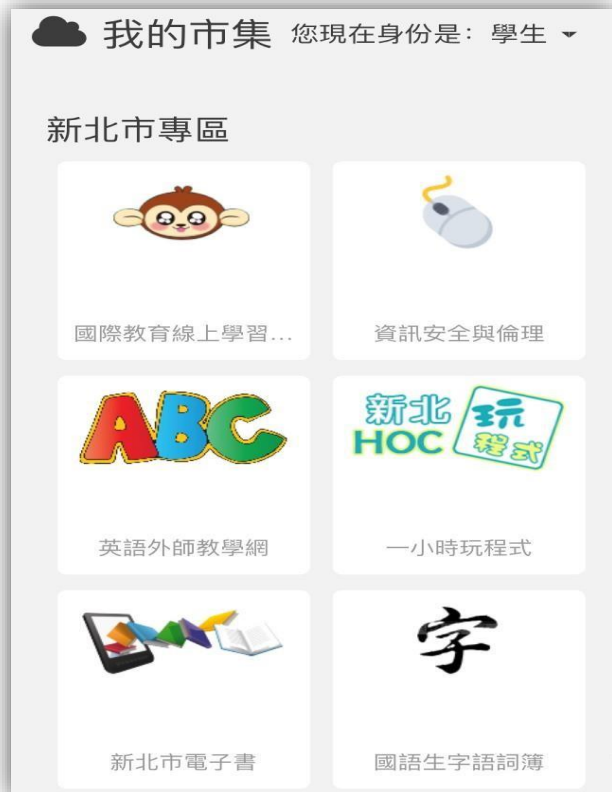 我的市集 您現在身份是: 學生
新北市專區
國際教育線上學習...
資訊安全與倫理
ABC
新北 玩
HOC 程式
英語外師教學網
一小時玩程式
新北市電子書
字
國語生字語詞簿